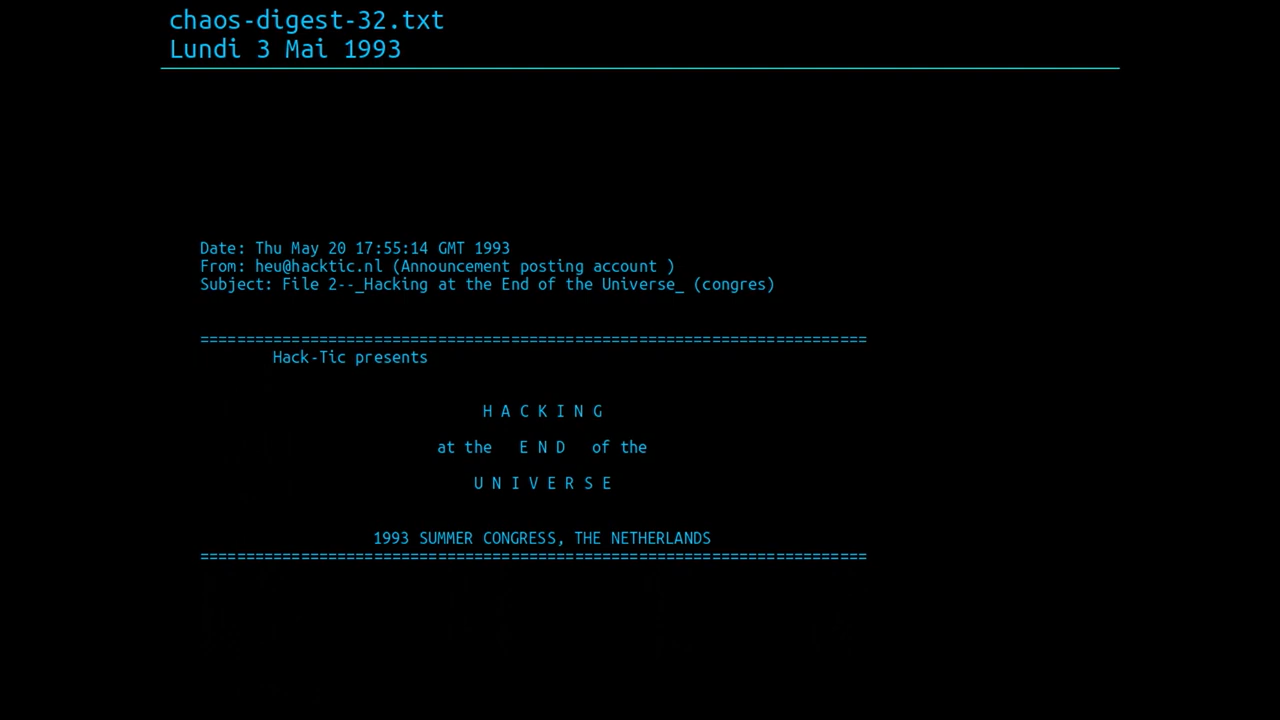 chaos-digest-32.txt
Lundi 3 Mai 1993
Date: Thu May 20 17:55:14 GMT 1993
From: heu@hacktic.nl (Announcement posting account )
Subject: File 2--_Hacking at the End of the Universe_ (congres)
=========================================================================
Hack-Tic presents
H A C K I N G
at the   E N D   of the
U N I V E R S E
1993 SUMMER CONGRESS, THE NETHERLANDS
=========================================================================